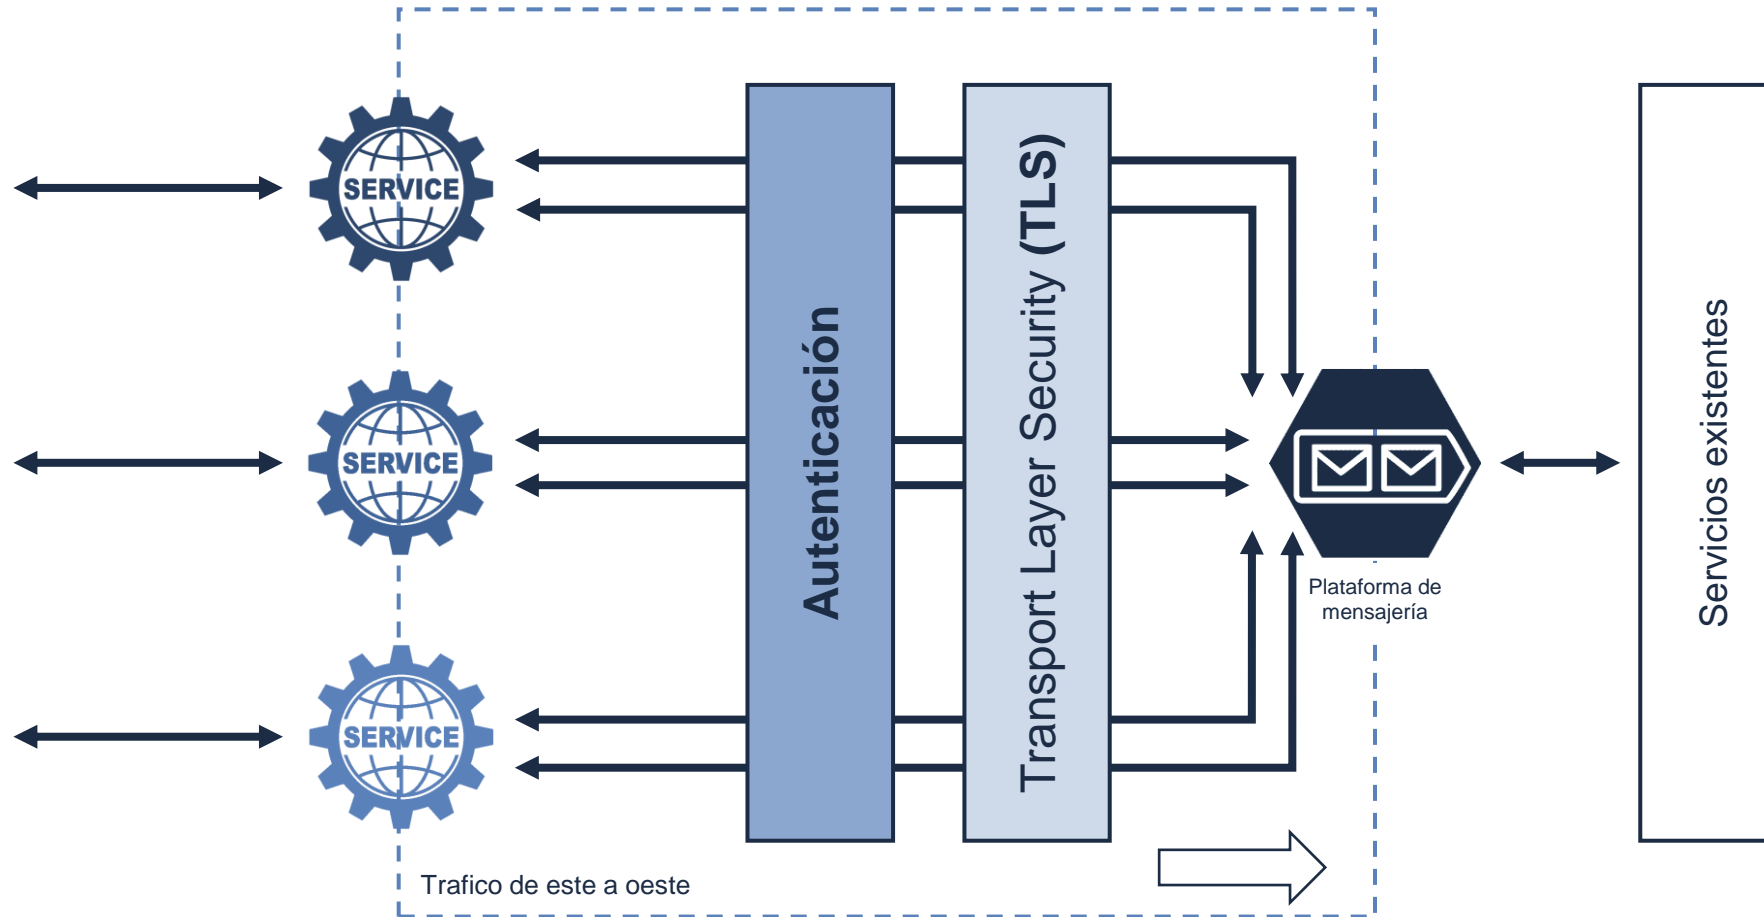 SERVICE
SERVICE
SERVICE
Autenticación
Transport Layer Security (TLS)
Plataforma de
mensajería
Servicios existentes
Trafico de este a oeste